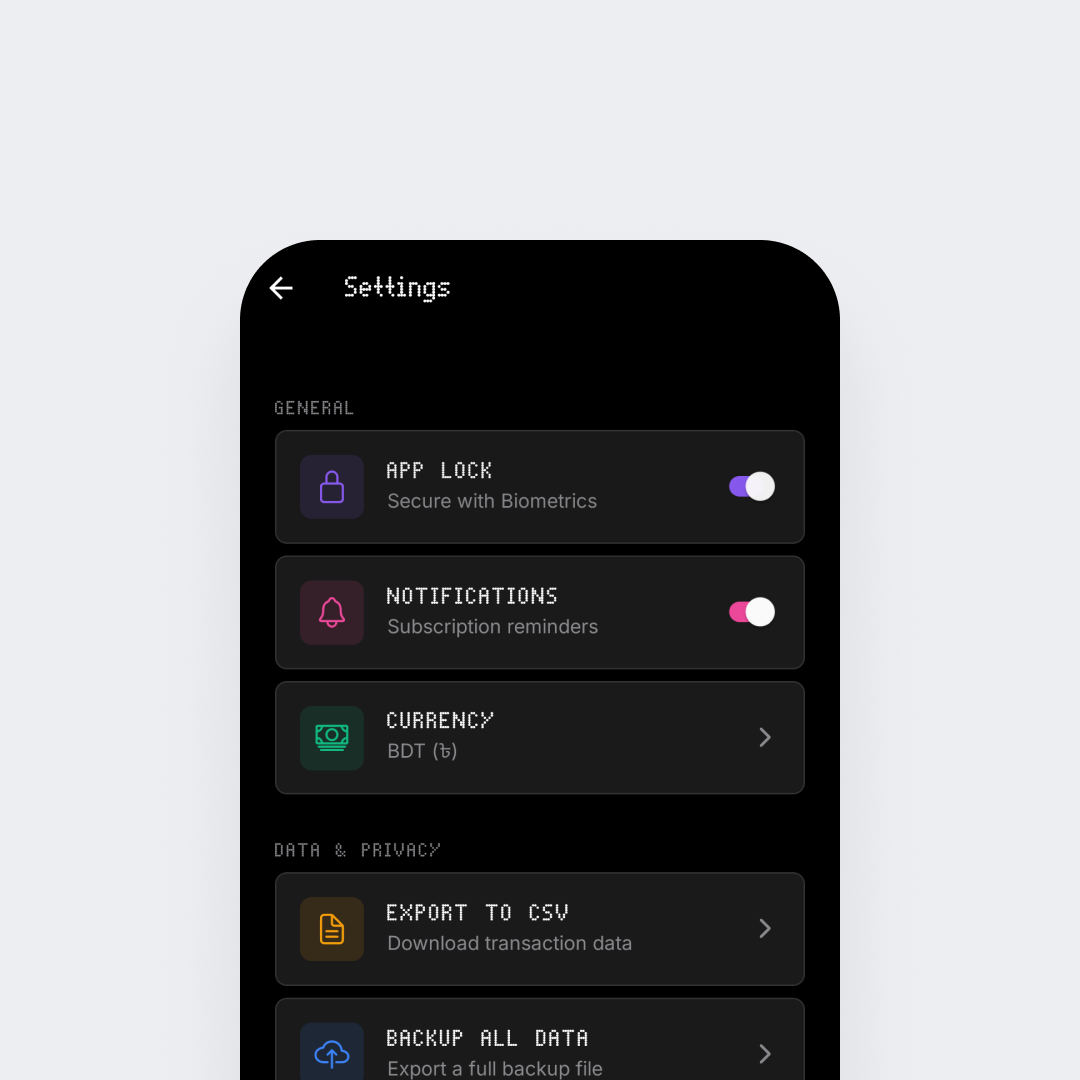 Settings
GENERAL
APP LOCK
Secure with Biometrics
NOTIFICATIONS
Subscription reminders
CURRENCY
BDT (৳)
DATA & PRIVACY
EXPORT TO CSV
Download transaction data
BACKUP ALL DATA
Export a full backup file